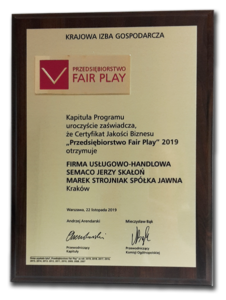 KRAJOWA IZBA GOSPODARCZA
PRZEDSIĘBIORSTWO
FAIR PLAY
Kapituła Programu
uroczyście zaświadcza,
że Certyfikat Jakości Biznesu
„Przedsiębiorstwo Fair Play” 2019
otrzymuje
FIRMA USŁUGOWO-HANDLOWA
SEMACO JERZY SKAŁOŃ
MAREK STROJNIAK SPÓŁKA JAWNA
Kraków
Warszawa, 22 listopada 2019
Andrzej Arendarski
Mieczysław Bąk
Przewodniczący
Kapituły
Przewodniczący
Komisji Ogólnopolskiej